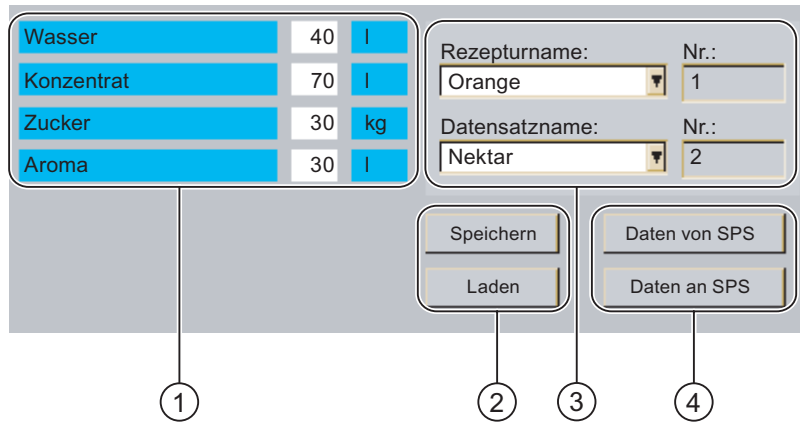 Wasser 40 l
Konzentrat 70 l
Zucker 30 kg
Aroma 30 l
Rezepturname: Nr.:
Orange 1
Datensatzname: Nr.:
Nektar 2
Speichern Daten von SPS
Laden Daten an SPS
1 2 3 4